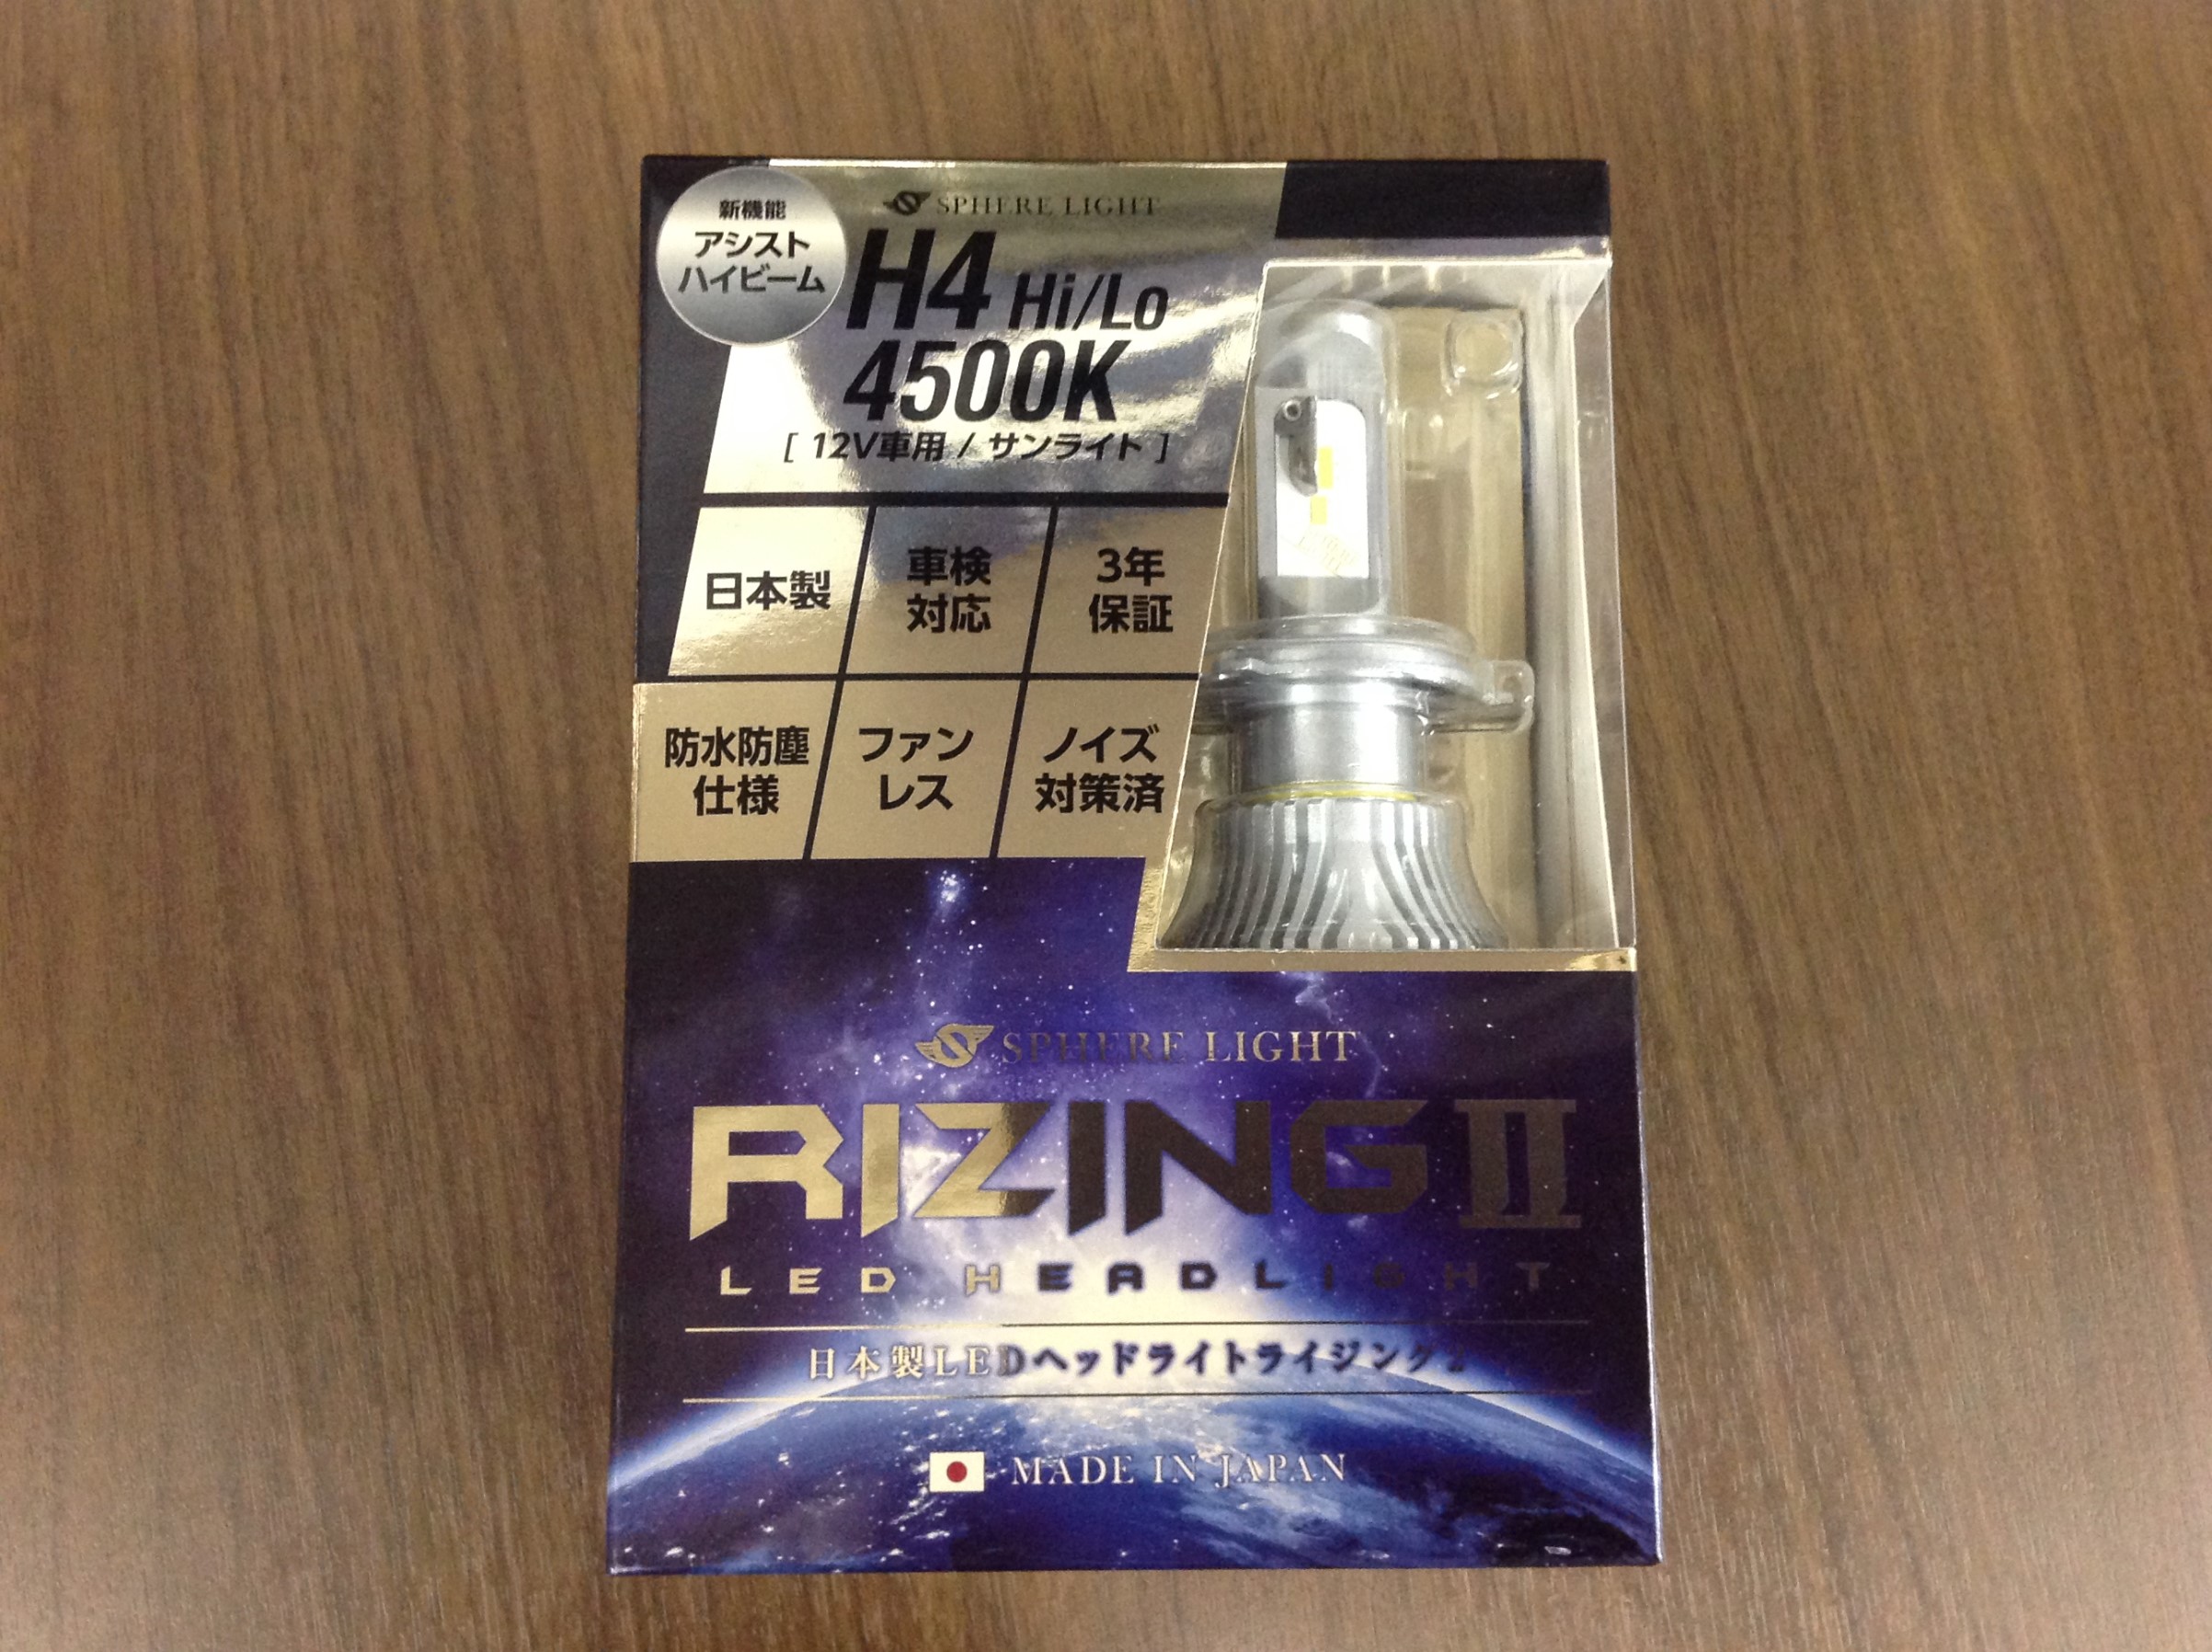 新機能
アシスト
ハイビーム
SPHERE LIGHT
H4 Hi/Lo
4500K
[ 12V車用 / サンライト ]
日本製
車検
対応
3年
保証
防水防塵
仕様
ファン
レス
ノイズ
対策済
SPHERE LIGHT
RIZING II
LED HEADLIGHT
日本製LEDヘッドライトライジング2
MADE IN JAPAN